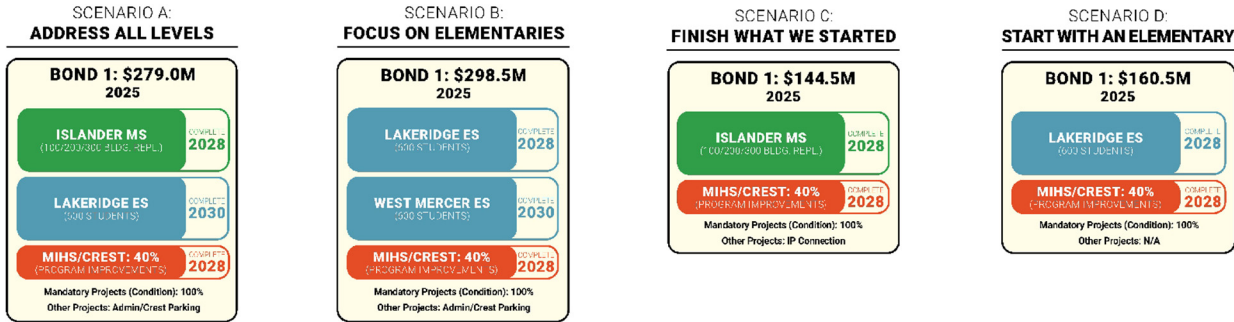 SCENARIO A:
ADDRESS ALL LEVELS
BOND 1: $279.0M
2025
ISLANDER MS
(100/200/300 BLDG. REPL.)
COMPLETE
2028
LAKERIDGE ES
(600 STUDENTS)
COMPLETE
2030
MIHS/CREST: 40%
(PROGRAM IMPROVEMENTS)
COMPLETE
2028
Mandatory Projects (Condition): 100%
Other Projects: Admin/Crest Parking
SCENARIO B:
FOCUS ON ELEMENTARIES
BOND 1: $298.5M
2025
LAKERIDGE ES
(600 STUDENTS)
COMPLETE
2028
WEST MERCER ES
(600 STUDENTS)
COMPLETE
2030
MIHS/CREST: 40%
(PROGRAM IMPROVEMENTS)
COMPLETE
2028
Mandatory Projects (Condition): 100%
Other Projects: Admin/Crest Parking
SCENARIO C:
FINISH WHAT WE STARTED
BOND 1: $144.5M
2025
ISLANDER MS
(100/200/300 BLDG. REPL.)
COMPLETE
2028
MIHS/CREST: 40%
(PROGRAM IMPROVEMENTS)
COMPLETE
2028
Mandatory Projects (Condition): 100%
Other Projects: IP Connection
SCENARIO D:
START WITH AN ELEMENTARY
BOND 1: $160.5M
2025
LAKERIDGE ES
(600 STUDENTS)
COMPLETE
2028
MIHS/CREST: 40%
(PROGRAM IMPROVEMENTS)
COMPLETE
2028
Mandatory Projects (Condition): 100%
Other Projects: N/A